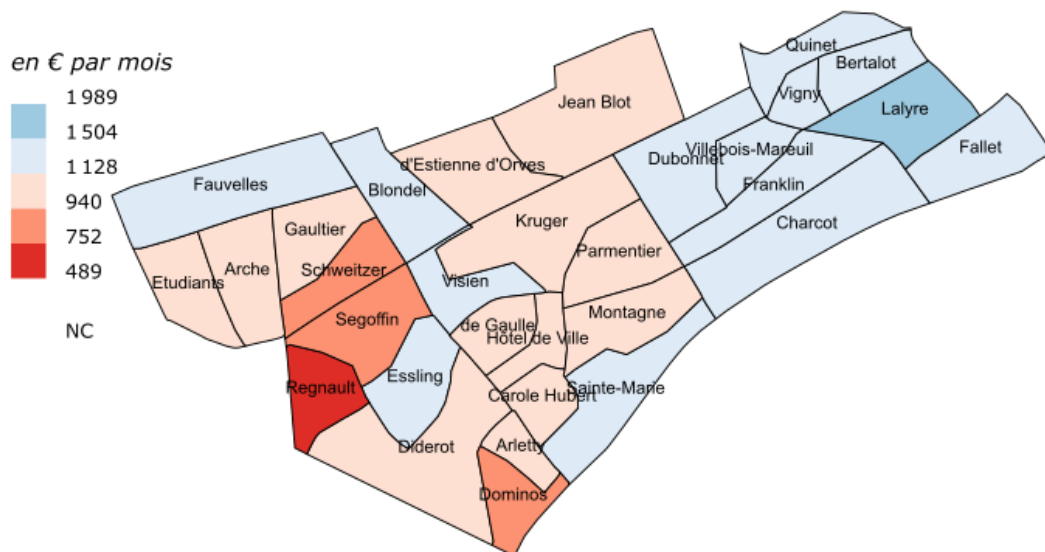 en € par mois
1 989
1 504
1 128
940
752
489
NC
Quinet
Bertalot
Vigny
Lalyre
Jean Blot
Villebois-Mareuil
Dubonnet
Fallet
d'Estienne d'Orves
Franklin
Fauvelles
Blondel
Kruger
Charcot
Gaultier
Parmentier
Arche
Schweitzer
Etudiants
Visien
Montagne
Segoffin
de Gaulle
Hôtel de Ville
Essling
Regnault
Sainte-Marie
Carole Hubert
Diderot
Arletty
Dominos